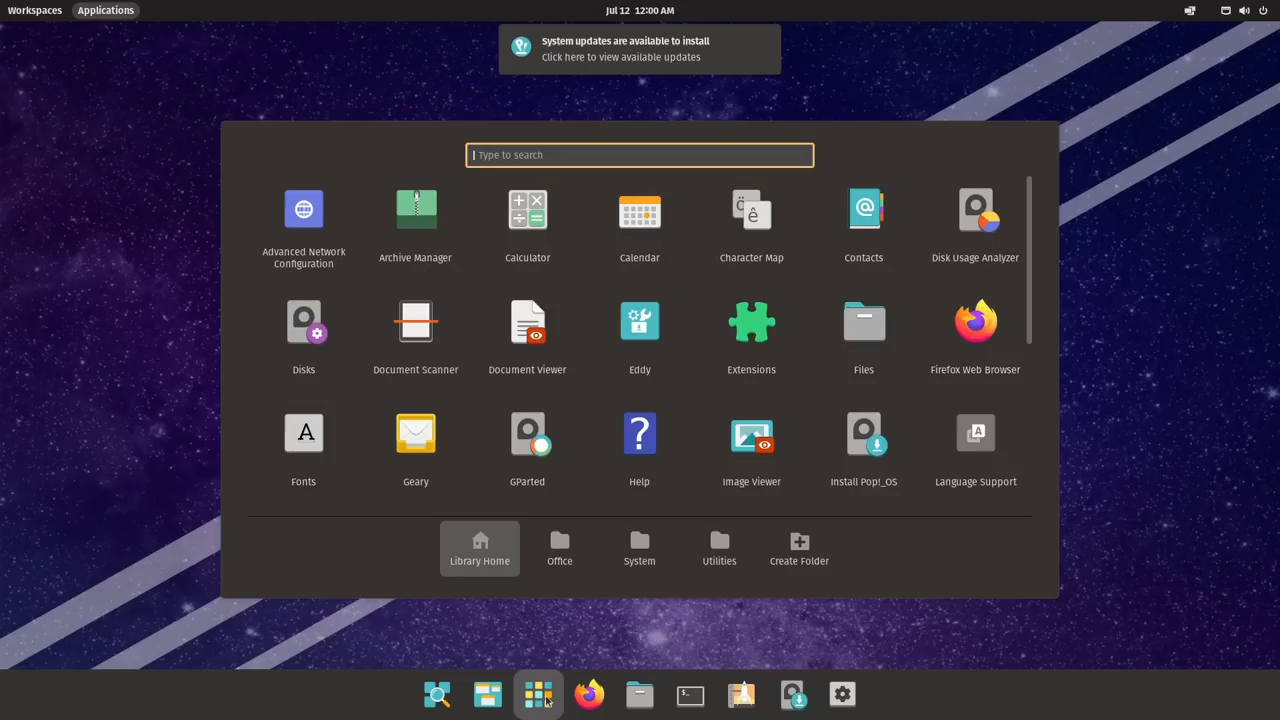 Workspaces Applications Jul 12 12:00 AM
System updates are available to install
Click here to view available updates
Type to search
Advanced Network
Configuration
Archive Manager
Calculator
Calendar
Character Map
Contacts
Disk Usage Analyzer
Disks
Document Scanner
Document Viewer
Eddy
Extensions
Files
Firefox Web Browser
Fonts
Geary
GParted
Help
Image Viewer
Install Pop!_OS
Language Support
Library Home
Office
System
Utilities
Create Folder